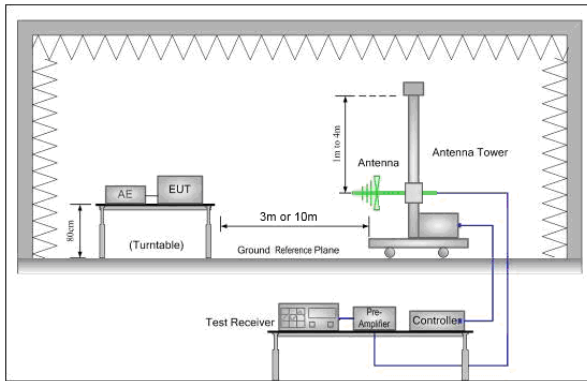 1m to 4m
Antenna
Antenna Tower
AE
EUT
80cm
3m or 10m
(Turntable)
Ground Reference Plane
Test Receiver
Pre-
Amplifier
Controller